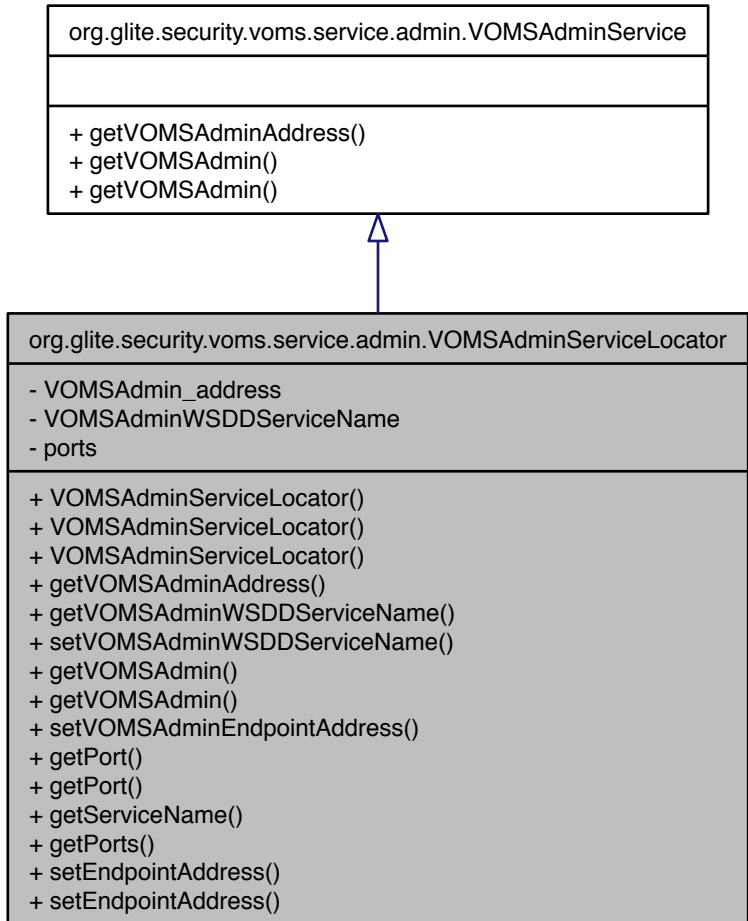 org.glite.security.voms.service.admin.VOMSAdminService
+ getVOMSAdminAddress()
+ getVOMSAdmin()
+ getVOMSAdmin()
org.glite.security.voms.service.admin.VOMSAdminServiceLocator
- VOMSAdmin_address
- VOMSAdminWSDDServiceName
- ports
+ VOMSAdminServiceLocator()
+ VOMSAdminServiceLocator()
+ VOMSAdminServiceLocator()
+ getVOMSAdminAddress()
+ getVOMSAdminWSDDServiceName()
+ setVOMSAdminWSDDServiceName()
+ getVOMSAdmin()
+ getVOMSAdmin()
+ setVOMSAdminEndpointAddress()
+ getPort()
+ getPort()
+ getServiceName()
+ getPorts()
+ setEndpointAddress()
+ setEndpointAddress()